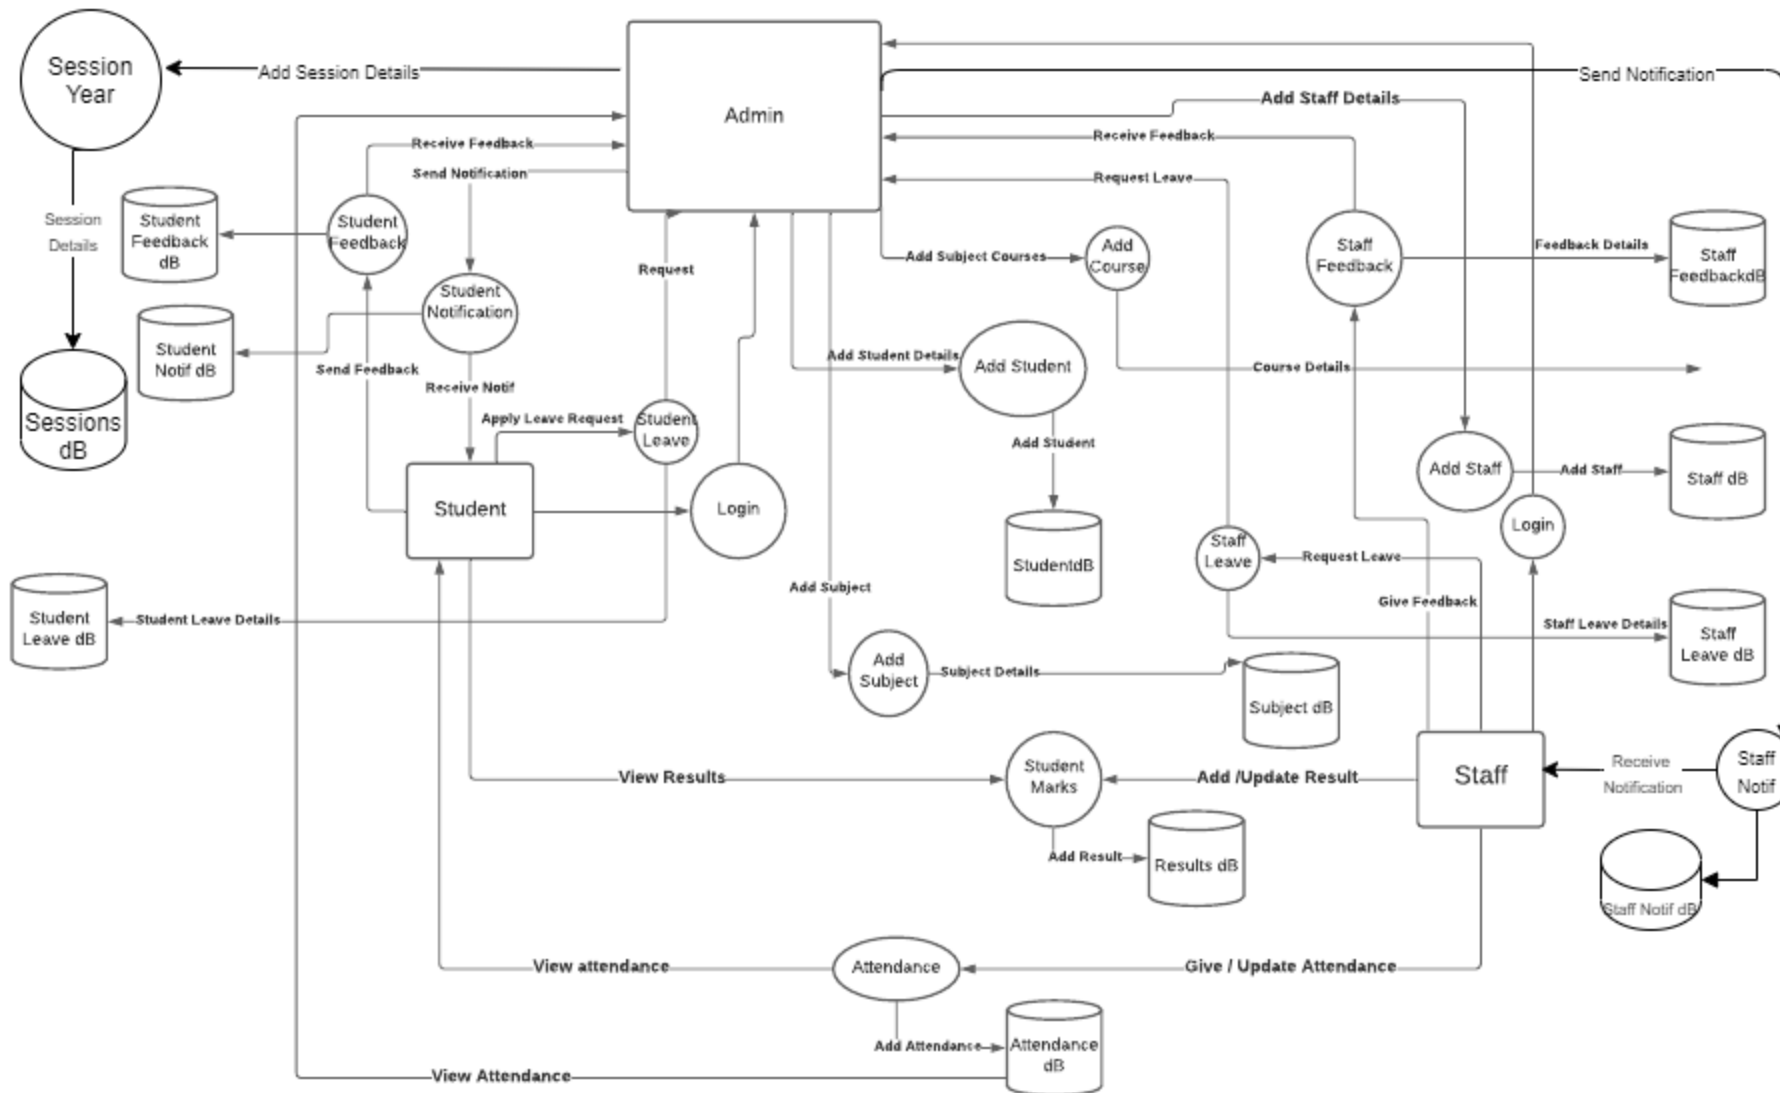 Session
Year
Add Session Details
Admin
Send Notification
Add Staff Details
Receive Feedback
Receive Feedback
Send Notification
Request Leave
Session
Details
Student
Feedback
dB
Student
Feedback
Request
Add Subject Courses
Add
Course
Staff
Feedback
Feedback Details
Staff
FeedbackdB
Student
Notification
Student
Notif dB
Send Feedback
Receive Notif
Add Student Details
Add Student
Course Details
Sessions
dB
Apply Leave Request
Student
Leave
Add Student
Add Staff
Add Staff
Staff dB
Student
Login
Login
StudentdB
Staff
Leave
Request Leave
Add Subject
Give Feedback
Student
Leave dB
Student Leave Details
Staff Leave Details
Staff
Leave dB
Add
Subject
Subject Details
Subject dB
View Results
Student
Marks
Add /Update Result
Staff
Receive
Notification
Staff
Notif
Add Result
Results dB
Staff Notif dB
View attendance
Attendance
Give / Update Attendance
Add Attendance
Attendance
dB
View Attendance